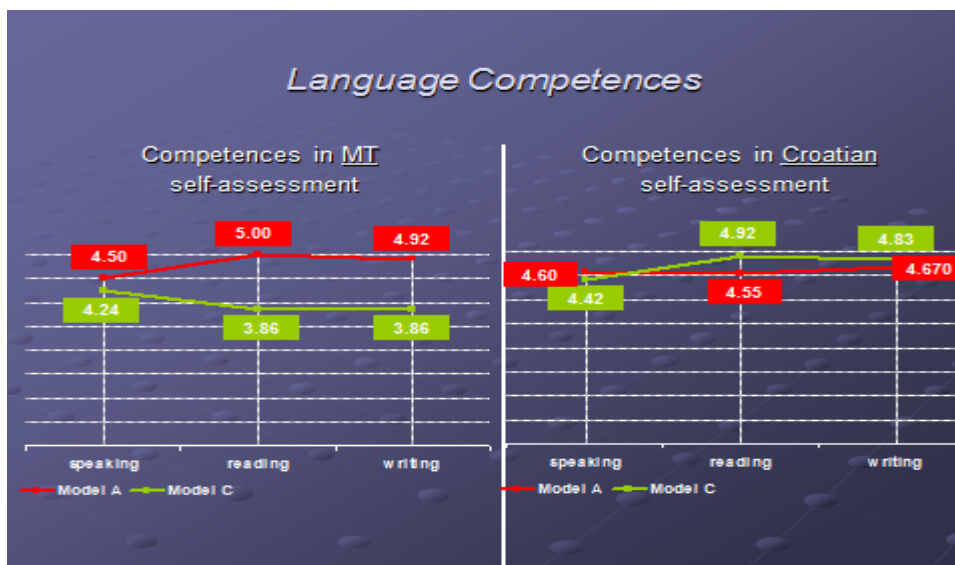 Language Competences
Competences in MT
self-assessment
5.00
4.92
4.50
4.24
3.86
3.86
speaking
reading
writing
Model A
Model C
Competences in Croatian
self-assessment
4.92
4.83
4.60
4.670
4.42
4.55
speaking
reading
writing
Model A
Model C